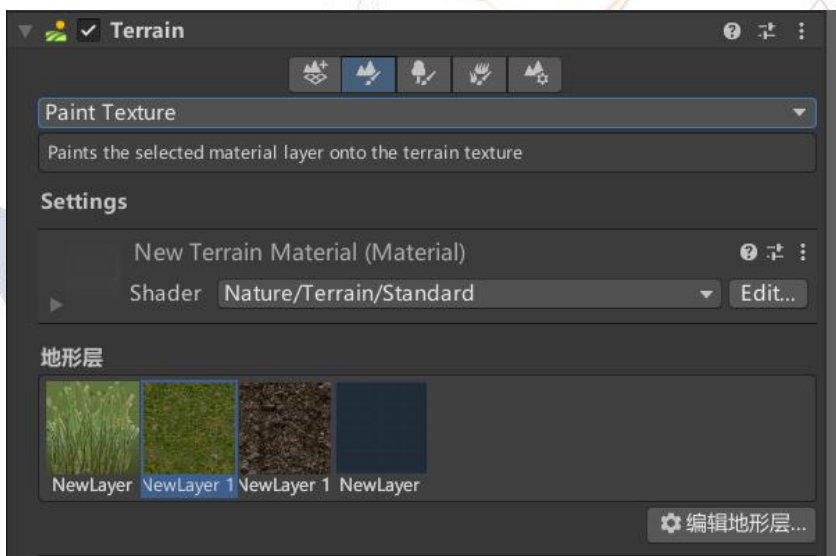 Terrain
Paint Texture
Paints the selected material layer onto the terrain texture
Settings
New Terrain Material (Material)
Shader Nature/Terrain/Standard Edit...
地形层
NewLayer NewLayer 1 NewLayer 1 NewLayer
编辑地形层...